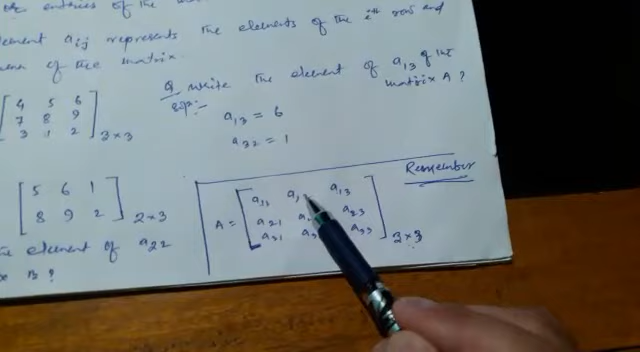 the entries of the
element aij represents the elements of the ith row and
of the matrix.
Q. Write the element of a13 of the
matrix A?
a13 = 6
a32 = 1
4 5 6
7 8 9
3 1 2 3×3
5 6 1
8 9 2 2×3
the element of a22
B?
Remember
A = a11 a1 a13
a21 a23
a31 a3 a33 3×3